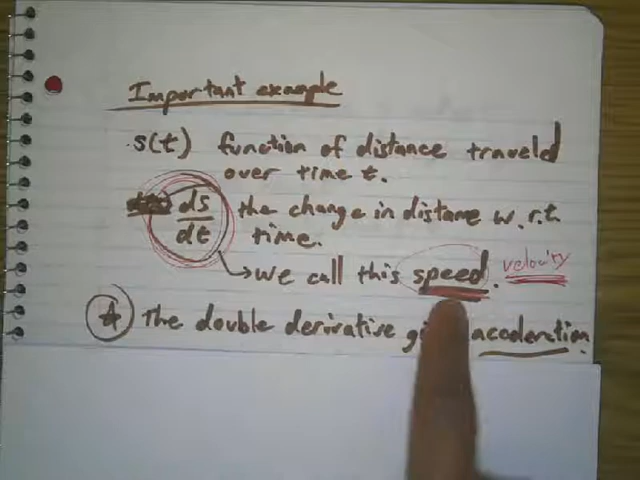 Important example
s(t) function of distance traveled
over time t.
ds/dt the change in distane w.r.t
time.
we call this speed. velocity
* The double derivative acceleration.